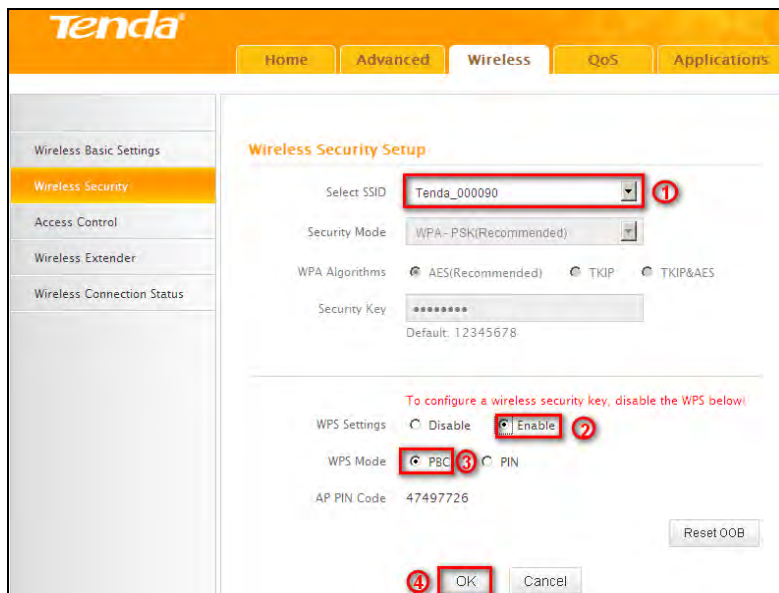 Tenda
Home Advanced Wireless QoS Applications
Wireless Basic Settings
Wireless Security
Access Control
Wireless Extender
Wireless Connection Status
Wireless Security Setup
Select SSID Tenda_000090 1
Security Mode WPA-PSK(Recommended)
WPA Algorithms AES(Recommended) TKIP TKIP&AES
Security Key ********
Default: 12345678
To configure a wireless security key, disable the WPS below!
WPS Settings Disable Enable 2
WPS Mode PBC 3 PIN
AP PIN Code 47497726
Reset OOB
4 OK Cancel